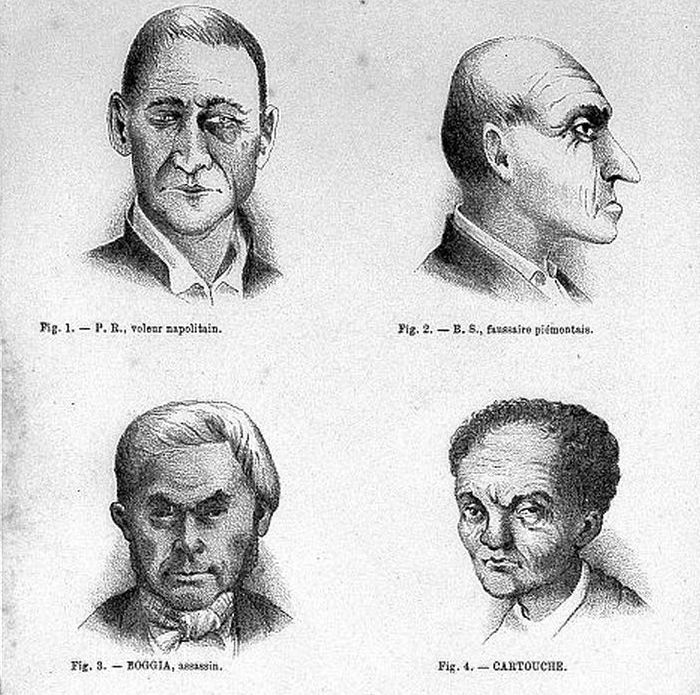 Fig. 1. — P. R., voleur napolitain.
Fig. 2. — B. S., faussaire piémontais.
Fig. 3. — BOGGIA, assassin.
Fig. 4. — CARTOUCHE.